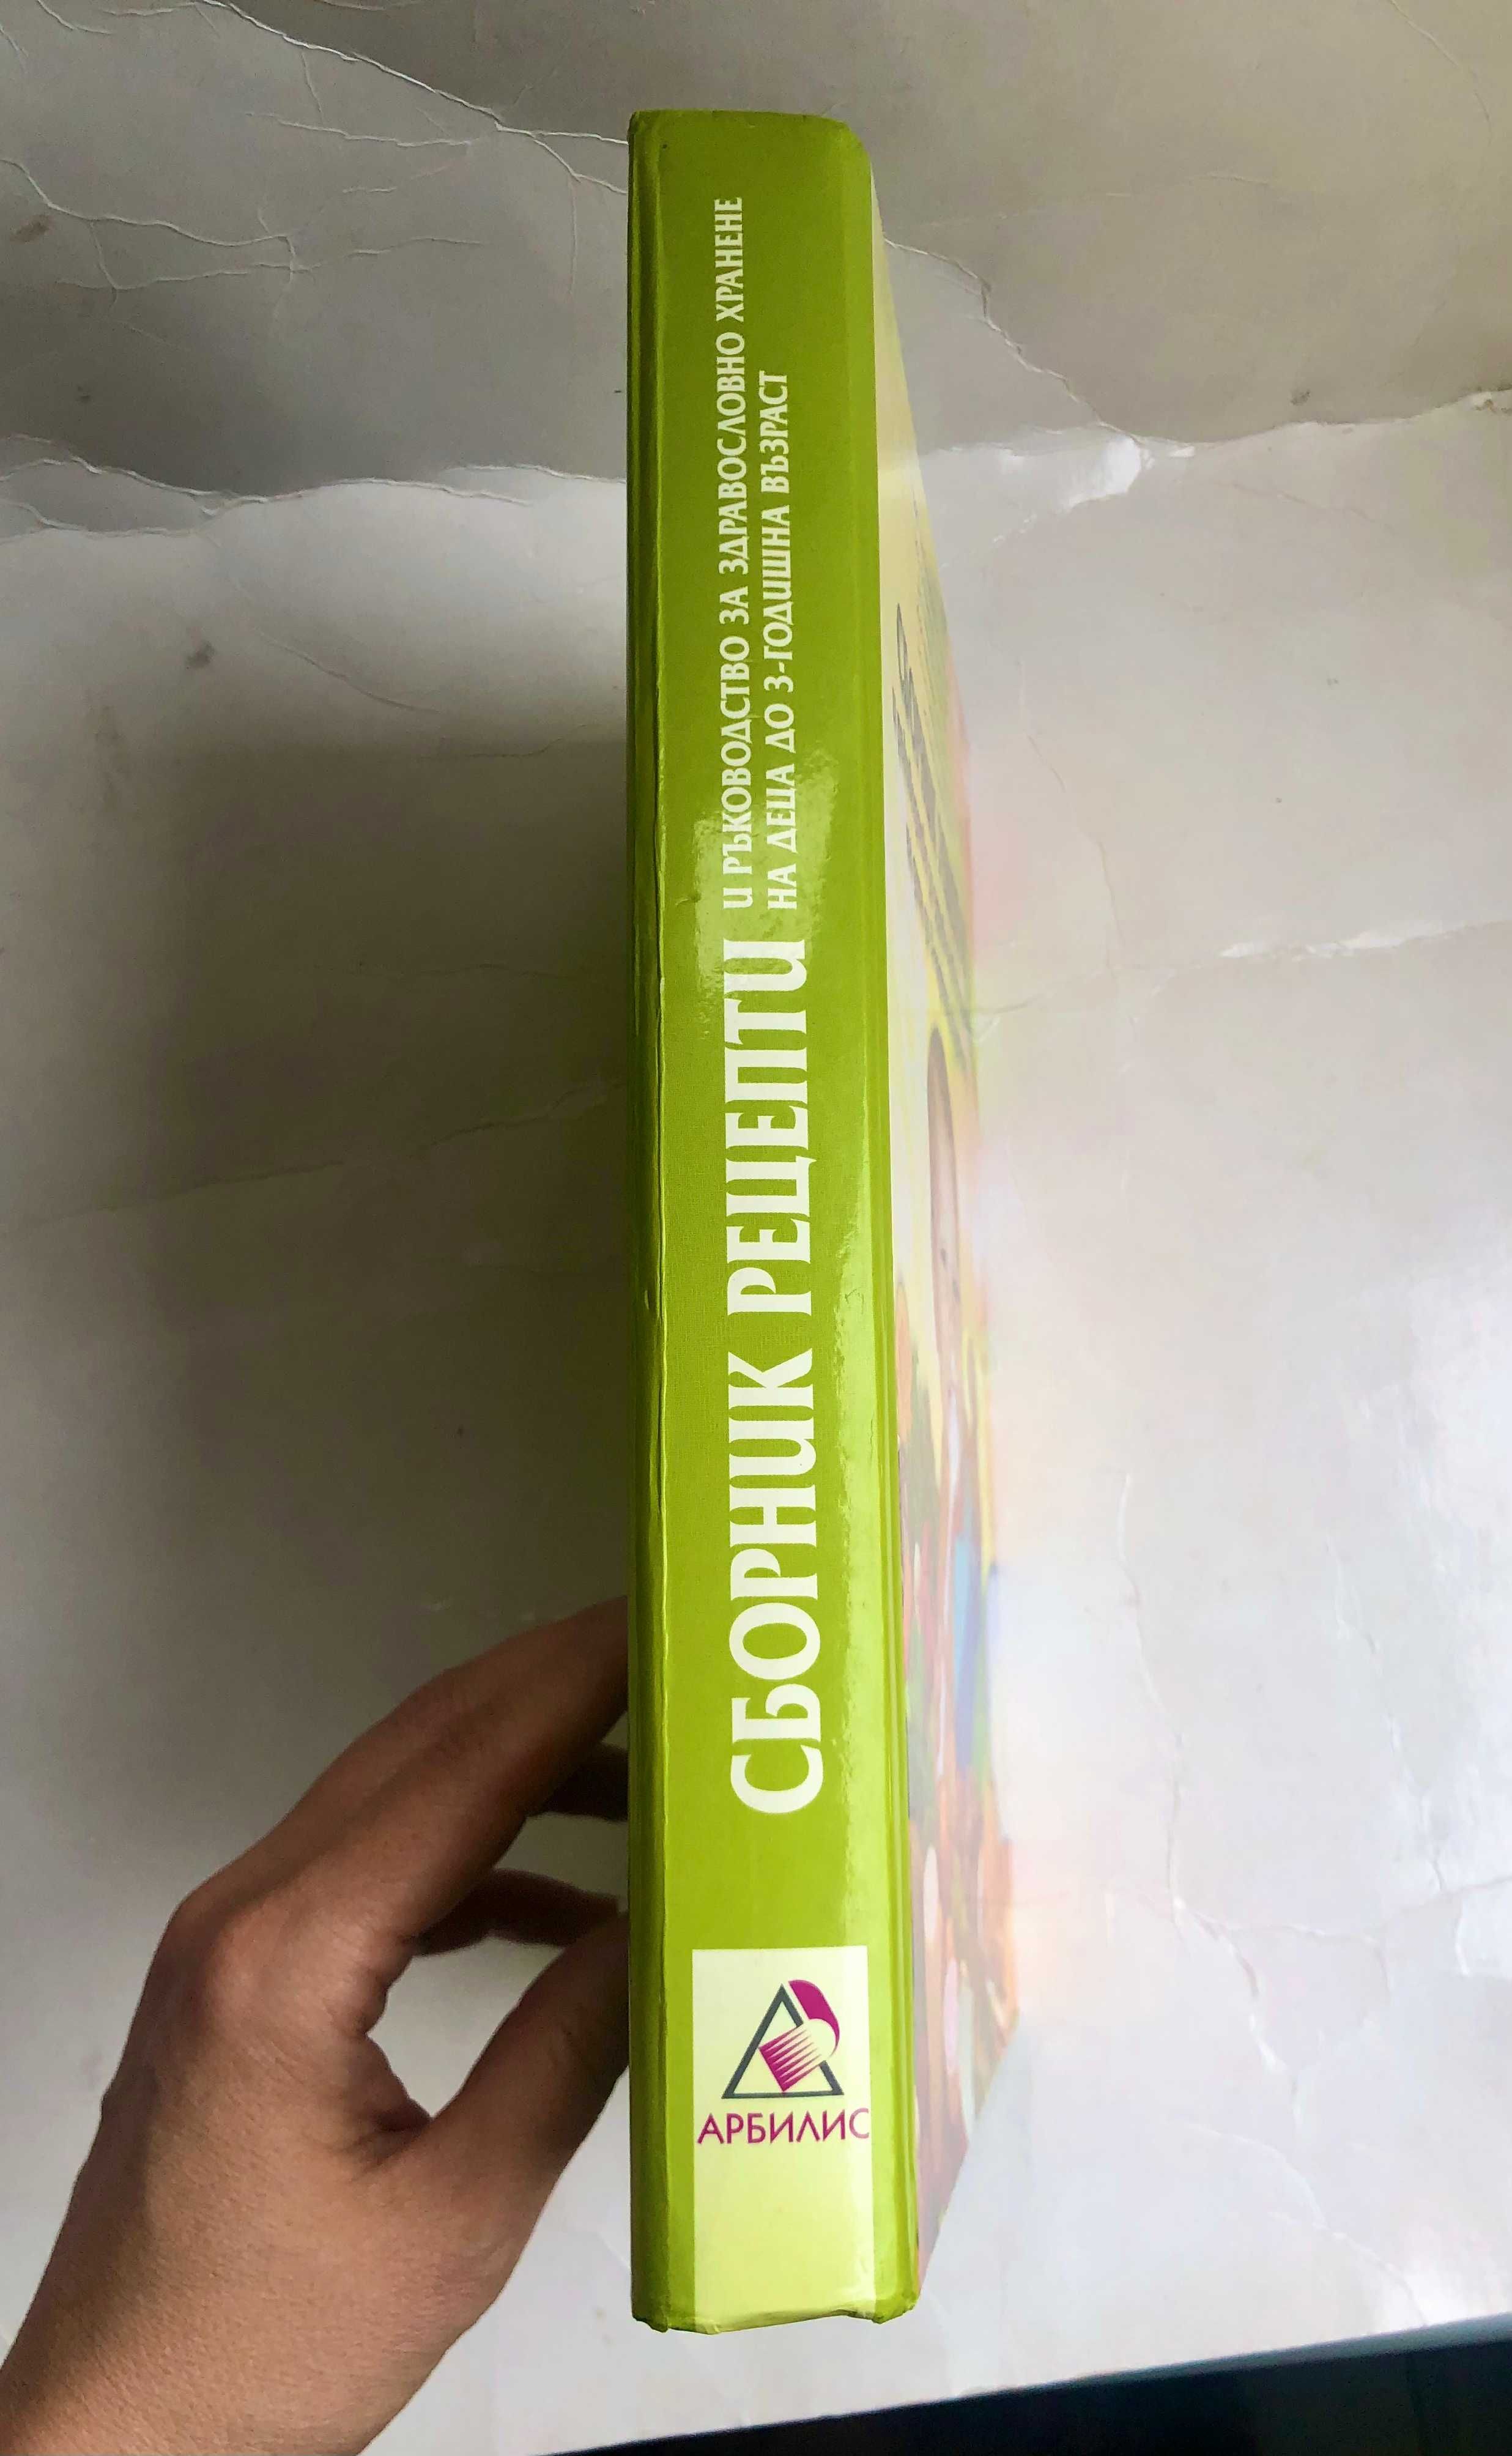 СБОРНИК РЕЦЕПТИ
И РЪКОВОДСТВО ЗА ЗДРАВОСЛОВНО ХРАНЕНЕ
НА ДЕЦА ДО 3-ГОДИШНА ВЪЗРАСТ
АРБИЛИС